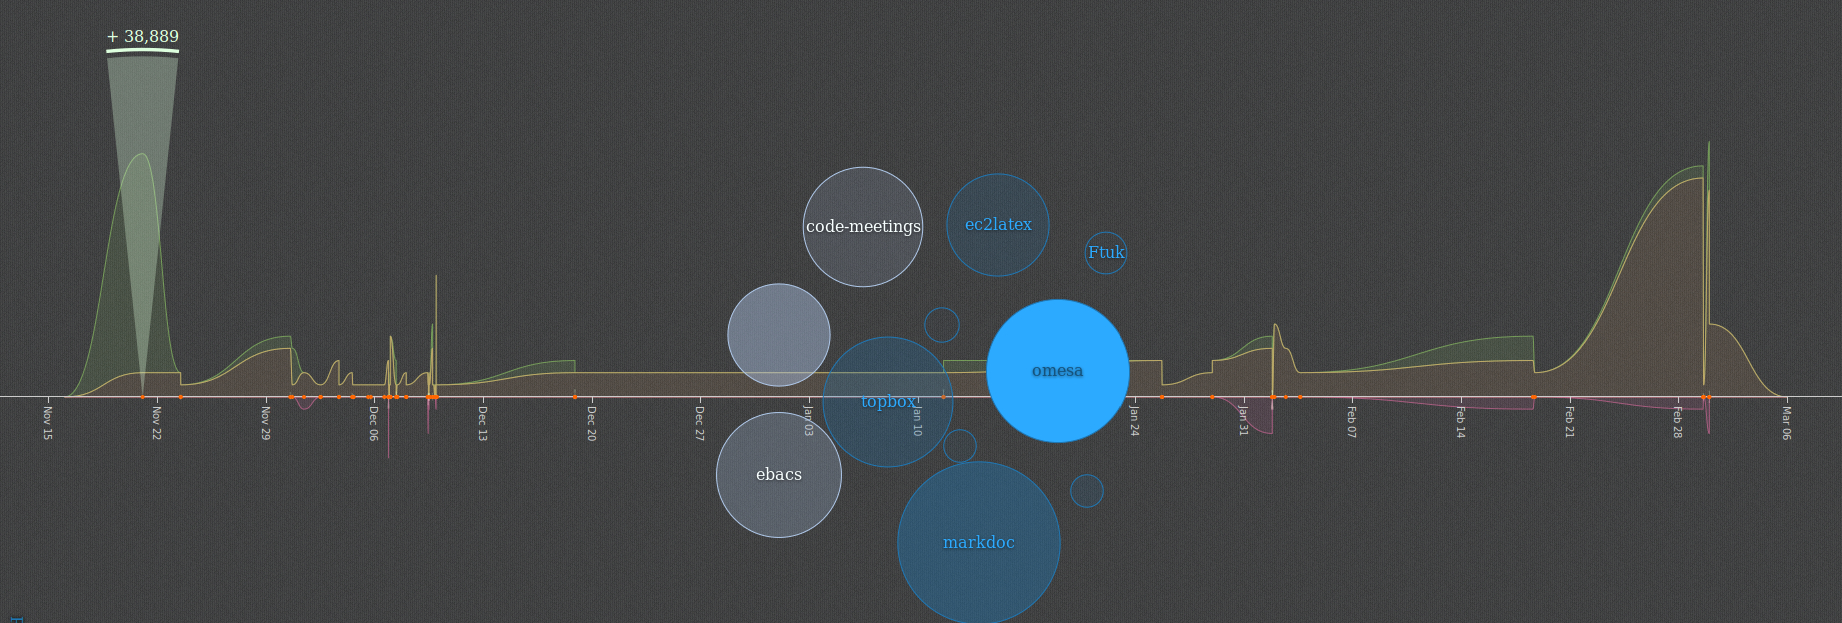 + 38,889
code-meetings
ec2latex
Ftuk
omesa
topbox
ebacs
markdoc
Nov 15
Nov 22
Nov 29
Dec 06
Dec 13
Dec 20
Dec 27
Jan 03
Jan 10
Jan 24
Jan 31
Feb 07
Feb 14
Feb 21
Feb 28
Mar 06